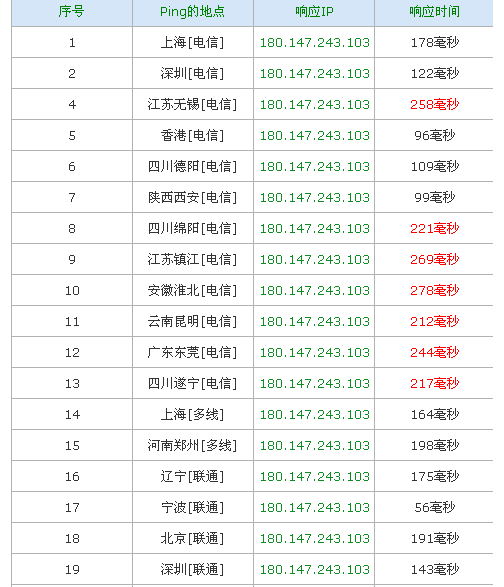 序号 Ping的地点 响应IP 响应时间
1 上海[电信] 180.147.243.103 178毫秒
2 深圳[电信] 180.147.243.103 122毫秒
4 江苏无锡[电信] 180.147.243.103 258毫秒
5 香港[电信] 180.147.243.103 96毫秒
6 四川德阳[电信] 180.147.243.103 109毫秒
7 陕西西安[电信] 180.147.243.103 99毫秒
8 四川绵阳[电信] 180.147.243.103 221毫秒
9 江苏镇江[电信] 180.147.243.103 269毫秒
10 安徽淮北[电信] 180.147.243.103 278毫秒
11 云南昆明[电信] 180.147.243.103 212毫秒
12 广东东莞[电信] 180.147.243.103 244毫秒
13 四川遂宁[电信] 180.147.243.103 217毫秒
14 上海[多线] 180.147.243.103 164毫秒
15 河南郑州[多线] 180.147.243.103 198毫秒
16 辽宁[联通] 180.147.243.103 175毫秒
17 宁波[联通] 180.147.243.103 56毫秒
18 北京[联通] 180.147.243.103 191毫秒
19 深圳[联通] 180.147.243.103 143毫秒